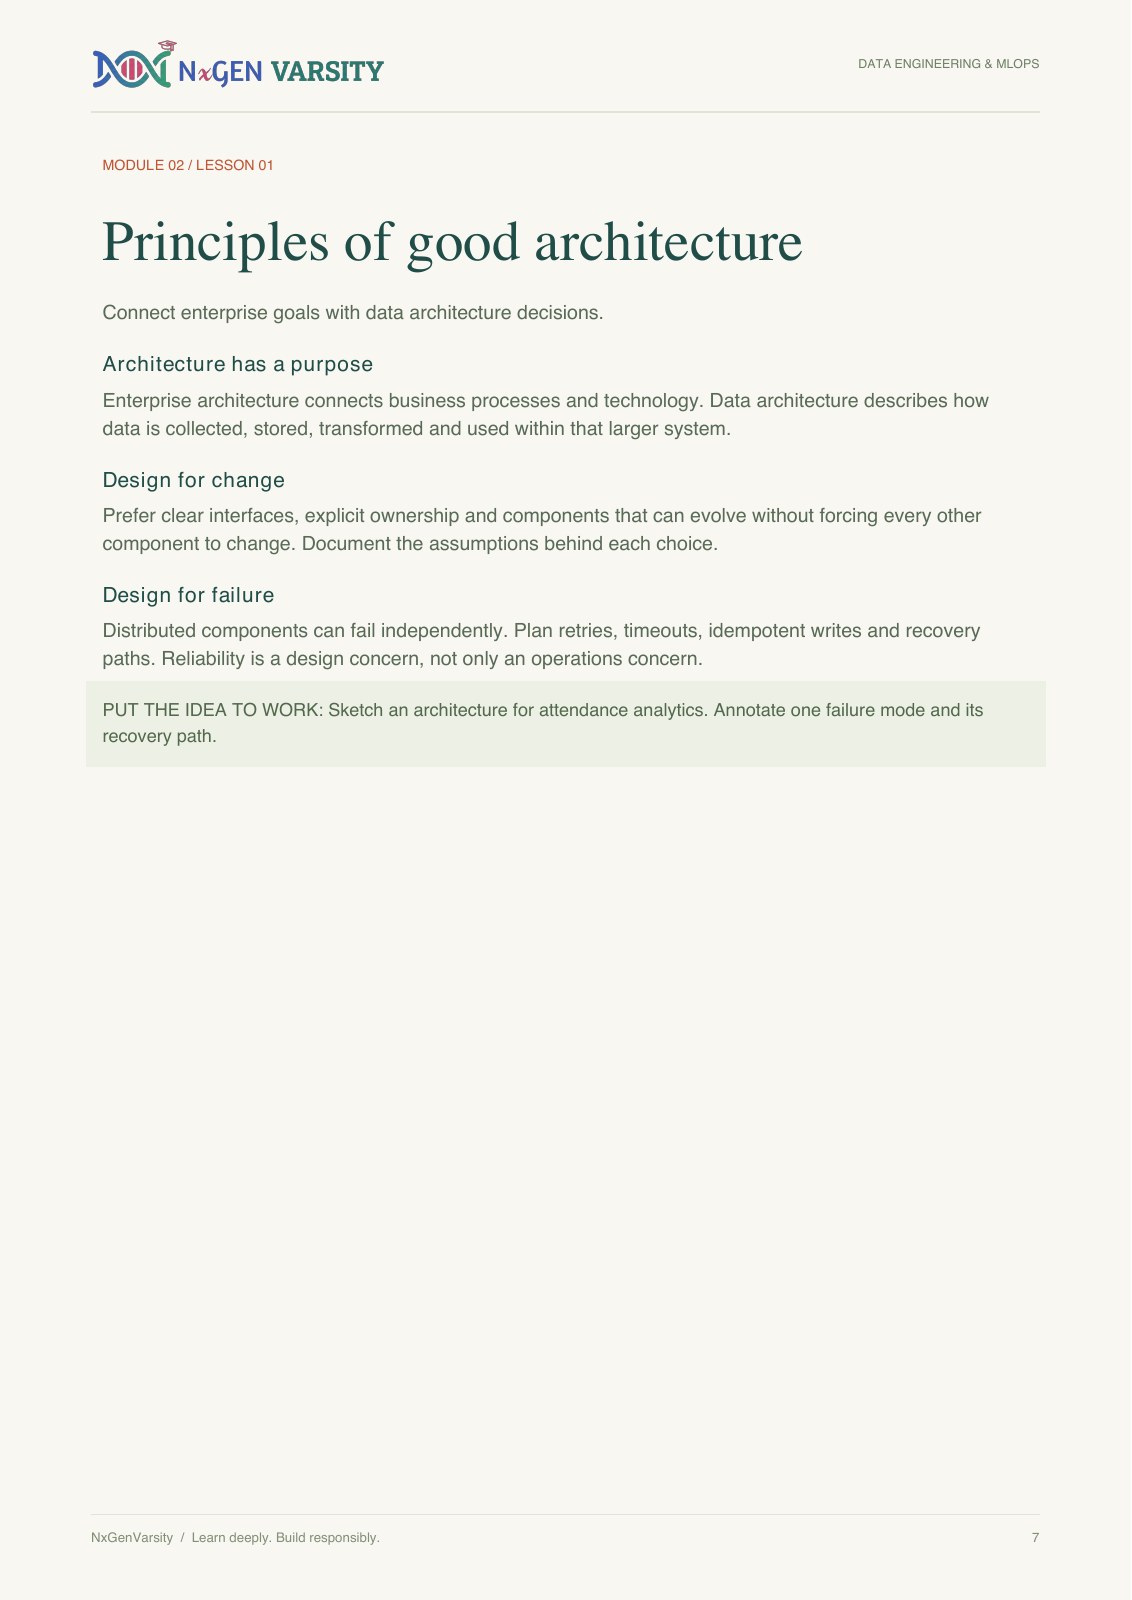 NxGEN VARSITY
DATA ENGINEERING & MLOPS
MODULE 02 / LESSON 01
Principles of good architecture
Connect enterprise goals with data architecture decisions.
Architecture has a purpose
Enterprise architecture connects business processes and technology. Data architecture describes how
data is collected, stored, transformed and used within that larger system.
Design for change
Prefer clear interfaces, explicit ownership and components that can evolve without forcing every other
component to change. Document the assumptions behind each choice.
Design for failure
Distributed components can fail independently. Plan retries, timeouts, idempotent writes and recovery
paths. Reliability is a design concern, not only an operations concern.
PUT THE IDEA TO WORK: Sketch an architecture for attendance analytics. Annotate one failure mode and its
recovery path.
NxGenVarsity / Learn deeply. Build responsibly.
7